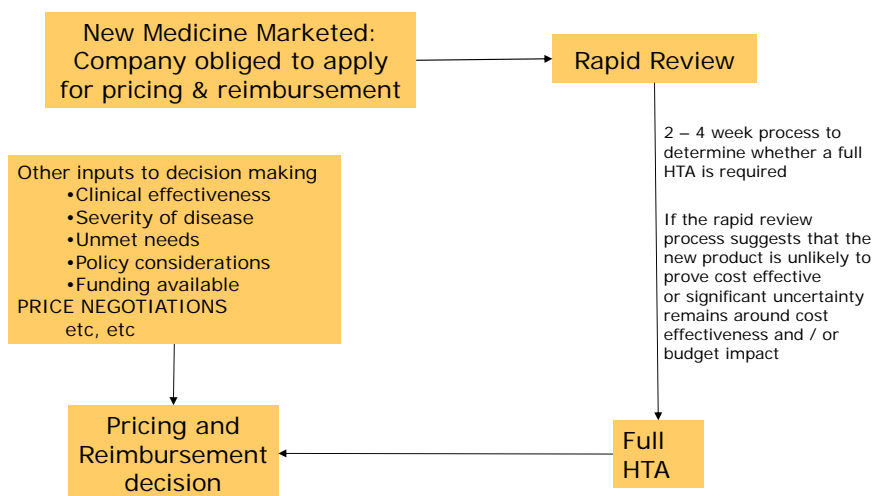 New Medicine Marketed:
Company obliged to apply
for pricing & reimbursement
Rapid Review
2 – 4 week process to
determine whether a full
HTA is required
If the rapid review
process suggests that the
new product is unlikely to
prove cost effective
or significant uncertainty
remains around cost
effectiveness and / or
budget impact
Other inputs to decision making
•Clinical effectiveness
•Severity of disease
•Unmet needs
•Policy considerations
•Funding available
PRICE NEGOTIATIONS
etc, etc
Pricing and
Reimbursement
decision
Full
HTA